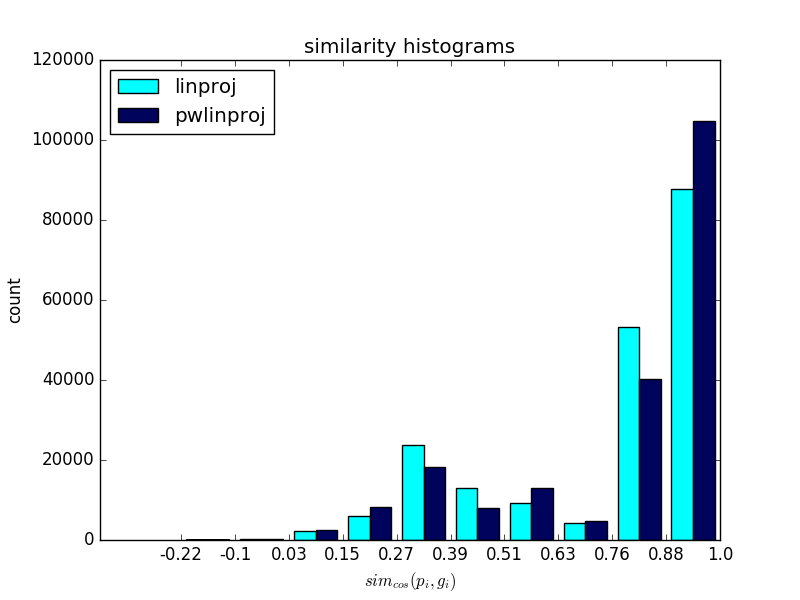 similarity histograms
120000
100000
80000
60000
40000
20000
0
count
linproj
pwlinproj
-0.22 -0.1 0.03 0.15 0.27 0.39 0.51 0.63 0.76 0.88 1.0
sim_cos(p_i, g_i)